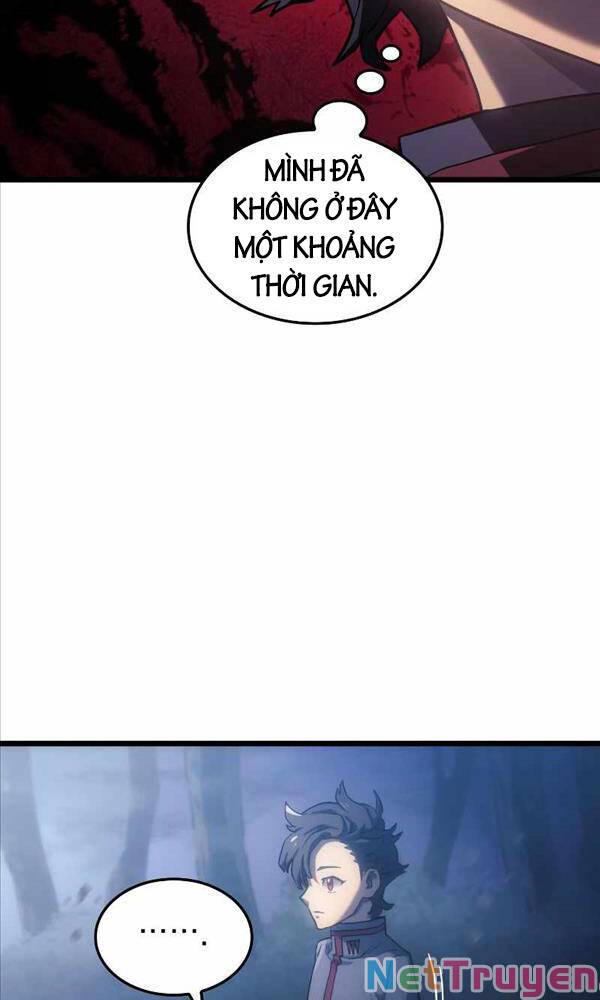 MÌNH ĐÃ
KHÔNG Ở ĐÂY
MỘT KHOẢNG
THỜI GIAN.
.......
W
NetTruyen